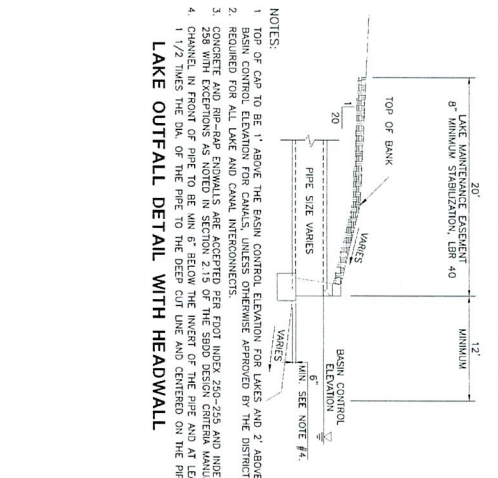 20'
LAKE MAINTENANCE EASEMENT
8" MINIMUM STABILIZATION, LBR 40
12'
MINIMUM
TOP OF BANK
1
20
VARIES
BASIN CONTROL
ELEVATION
PIPE SIZE VARIES
6"
MIN. SEE NOTE #4.
VARIES
NOTES:
1 TOP OF CAP TO BE 1' ABOVE THE BASIN CONTROL ELEVATION FOR LAKES AND 2' ABOVE
BASIN CONTROL ELEVATION FOR CANALS, UNLESS OTHERWISE APPROVED BY THE DISTRICT
2. REQUIRED FOR ALL LAKE AND CANAL INTERCONNECTS.
3. CONCRETE AND RIP-RAP ENDWALLS ARE ACCEPTED PER FDOT INDEX 250-255 AND INDE
258 WITH EXCEPTIONS AS NOTED IN SECTION 2.15 OF THE SBDD DESIGN CRITERIA MANU
4. CHANNEL IN FRONT OF PIPE TO BE MIN 6" BELOW THE INVERT OF THE PIPE AND AT LEA
1 1/2 TIMES THE DIA. OF THE PIPE TO THE DEEP CUT LINE AND CENTERED ON THE PIP
LAKE OUTFALL DETAIL WITH HEADWALL